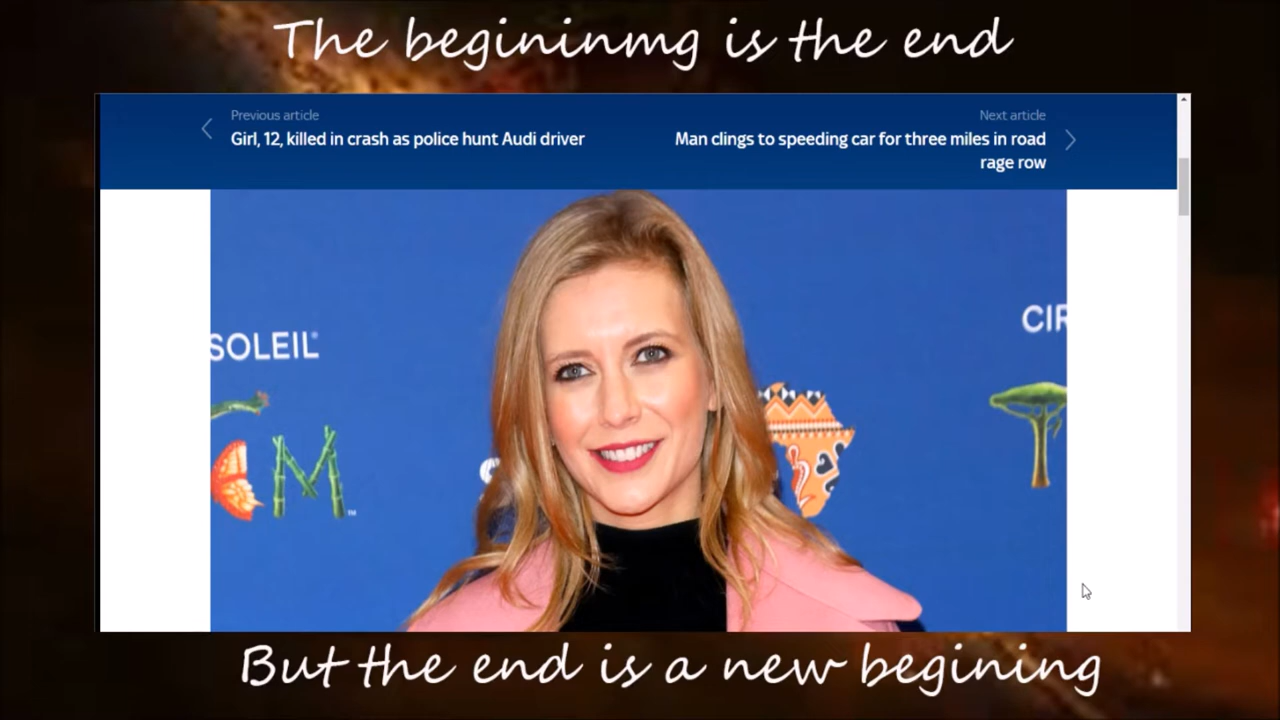 The begininmg is the end
Previous article
Girl, 12, killed in crash as police hunt Audi driver
Next article
Man clings to speeding car for three miles in road
rage row
SOLEIL®
CIR
M™
T
But the end is a new begining